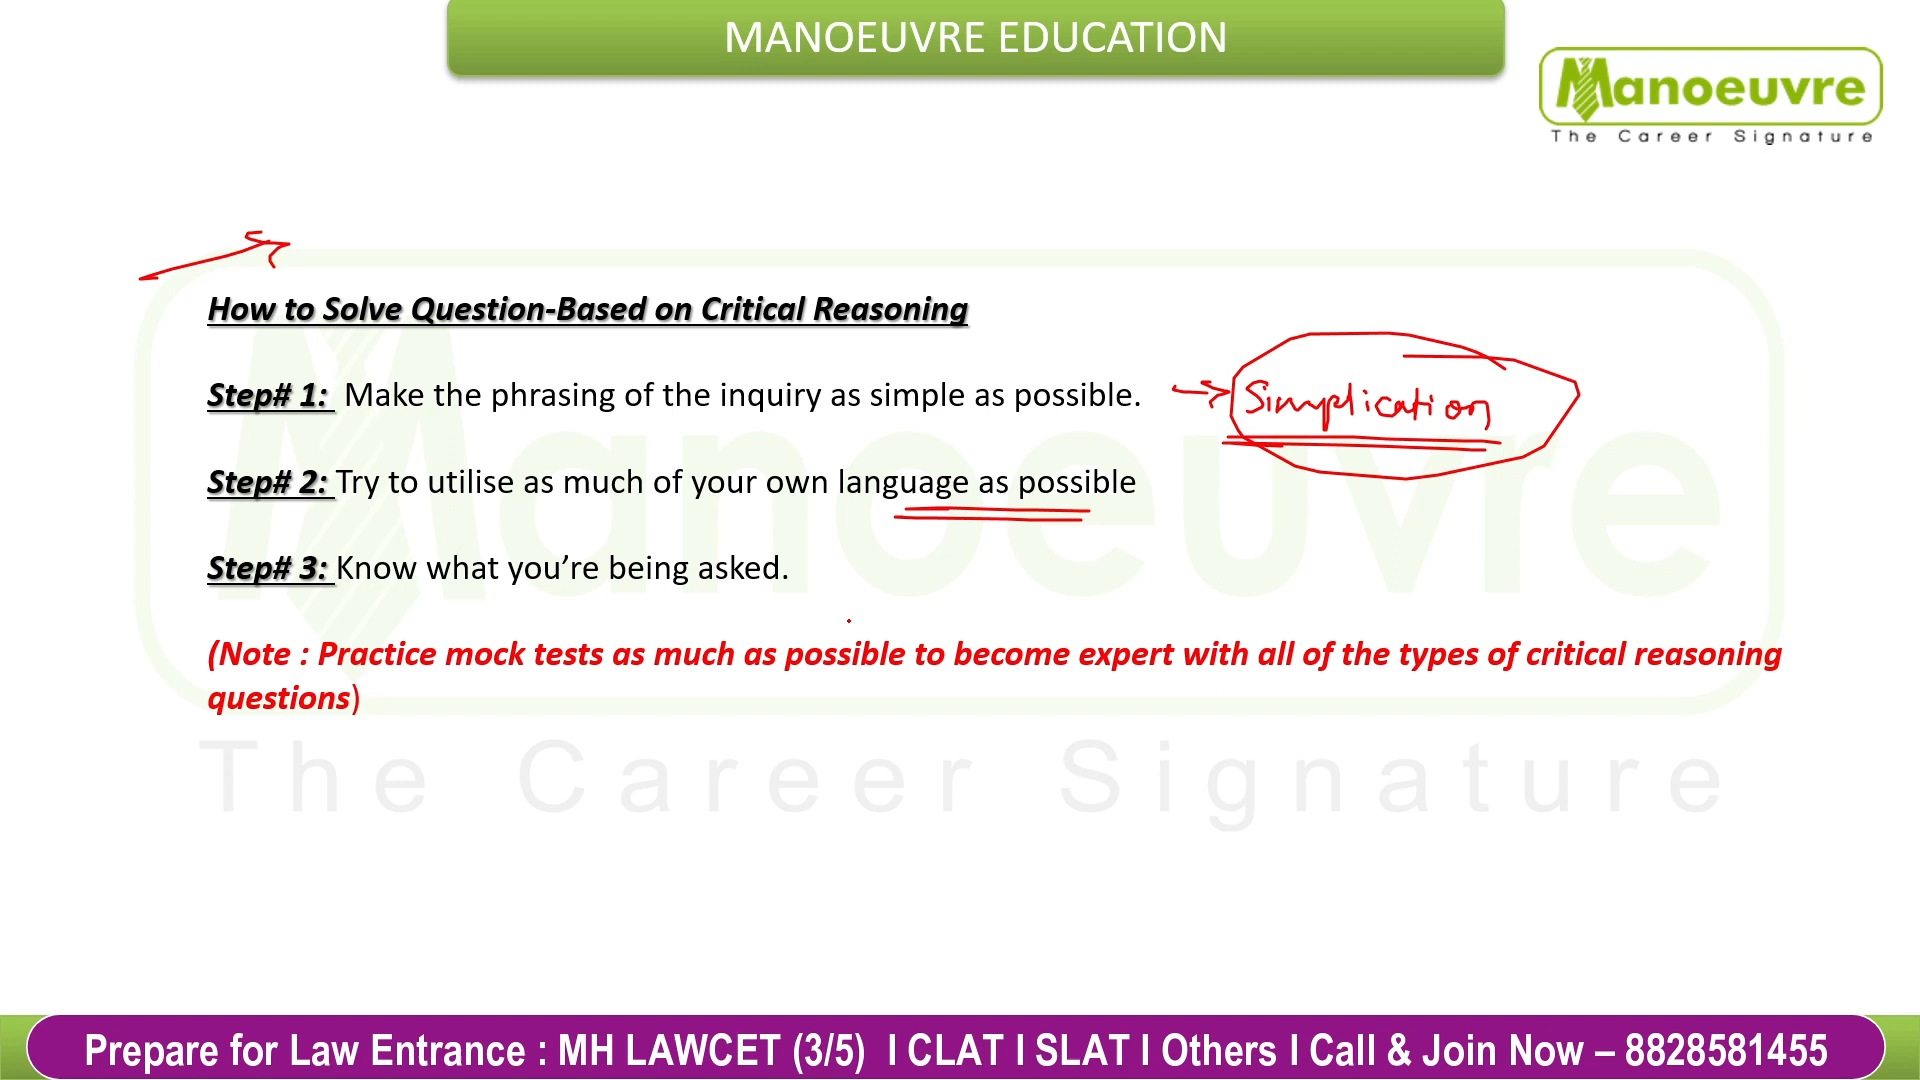 MANOEUVRE EDUCATION
Manoeuvre
The Career Signature
How to Solve Question-Based on Critical Reasoning
Step# 1: Make the phrasing of the inquiry as simple as possible.
Simplication
Step# 2: Try to utilise as much of your own language as possible
Step# 3: Know what you’re being asked.
(Note : Practice mock tests as much as possible to become expert with all of the types of critical reasoning
questions)
Manoeuvre
The Career Signature
Prepare for Law Entrance : MH LAWCET (3/5) I CLAT I SLAT I Others I Call & Join Now – 8828581455